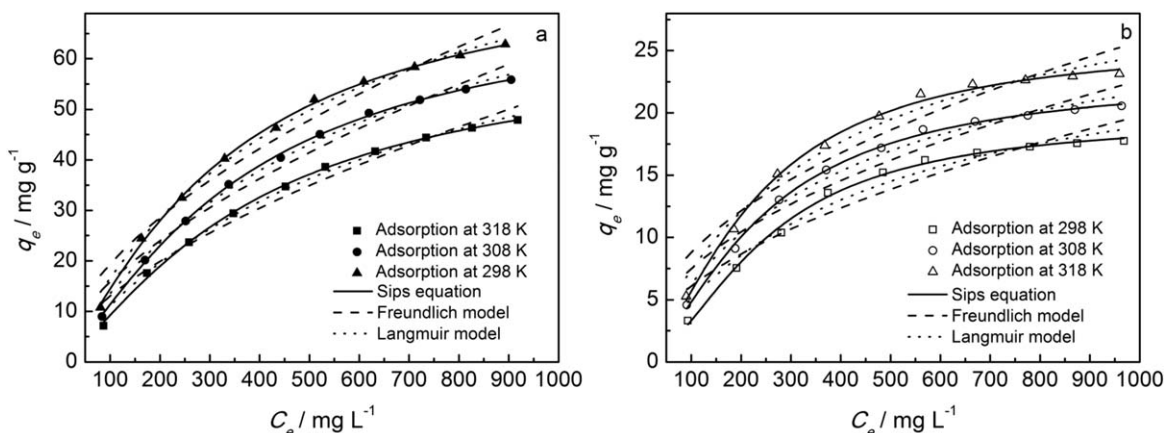 a
60
50
40
30
20
10
0
q_e / mg g⁻¹
Adsorption at 318 K
Adsorption at 308 K
Adsorption at 298 K
Sips equation
Freundlich model
Langmuir model
100 200 300 400 500 600 700 800 900 1000
C_e / mg L⁻¹
b
25
20
15
10
5
0
q_e / mg g⁻¹
Adsorption at 298 K
Adsorption at 308 K
Adsorption at 318 K
Sips equation
Freundlich model
Langmuir model
100 200 300 400 500 600 700 800 900 1000
C_e / mg L⁻¹